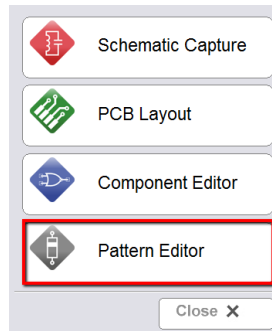 Schematic Capture
PCB Layout
Component Editor
Pattern Editor
Close X